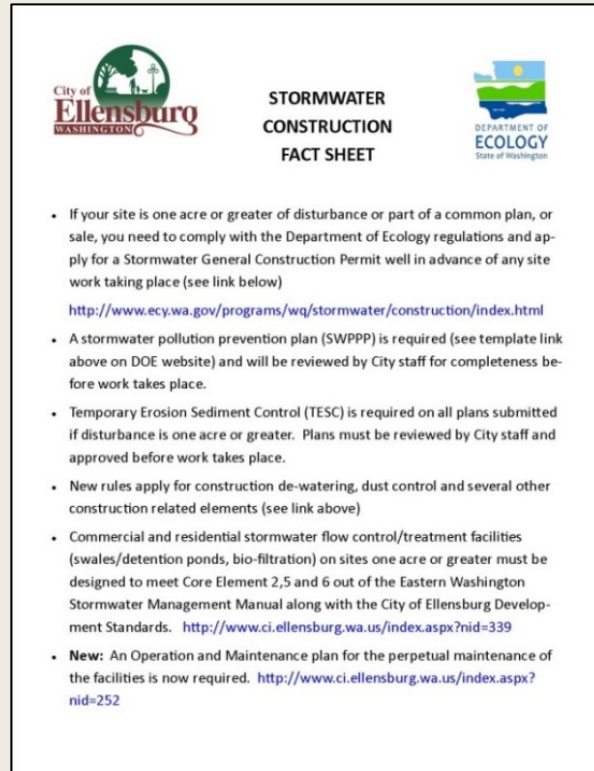 City of
Ellensburg
WASHINGTON
STORMWATER
CONSTRUCTION
FACT SHEET
DEPARTMENT OF
ECOLOGY
State of Washington
• If your site is one acre or greater of disturbance or part of a common plan, or
sale, you need to comply with the Department of Ecology regulations and ap-
ply for a Stormwater General Construction Permit well in advance of any site
work taking place (see link below)
http://www.ecy.wa.gov/programs/wq/stormwater/construction/index.html
• A stormwater pollution prevention plan (SWPPP) is required (see template link
above on DOE website) and will be reviewed by City staff for completeness be-
fore work takes place.
• Temporary Erosion Sediment Control (TESC) is required on all plans submitted
if disturbance is one acre or greater. Plans must be reviewed by City staff and
approved before work takes place.
• New rules apply for construction de-watering, dust control and several other
construction related elements (see link above)
• Commercial and residential stormwater flow control/treatment facilities
(swales/detention ponds, bio-filtration) on sites one acre or greater must be
designed to meet Core Element 2,5 and 6 out of the Eastern Washington
Stormwater Management Manual along with the City of Ellensburg Develop-
ment Standards. http://www.ci.ellensburg.wa.us/index.aspx?nid=339
• New: An Operation and Maintenance plan for the perpetual maintenance of
the facilities is now required. http://www.ci.ellensburg.wa.us/index.aspx?
nid=252